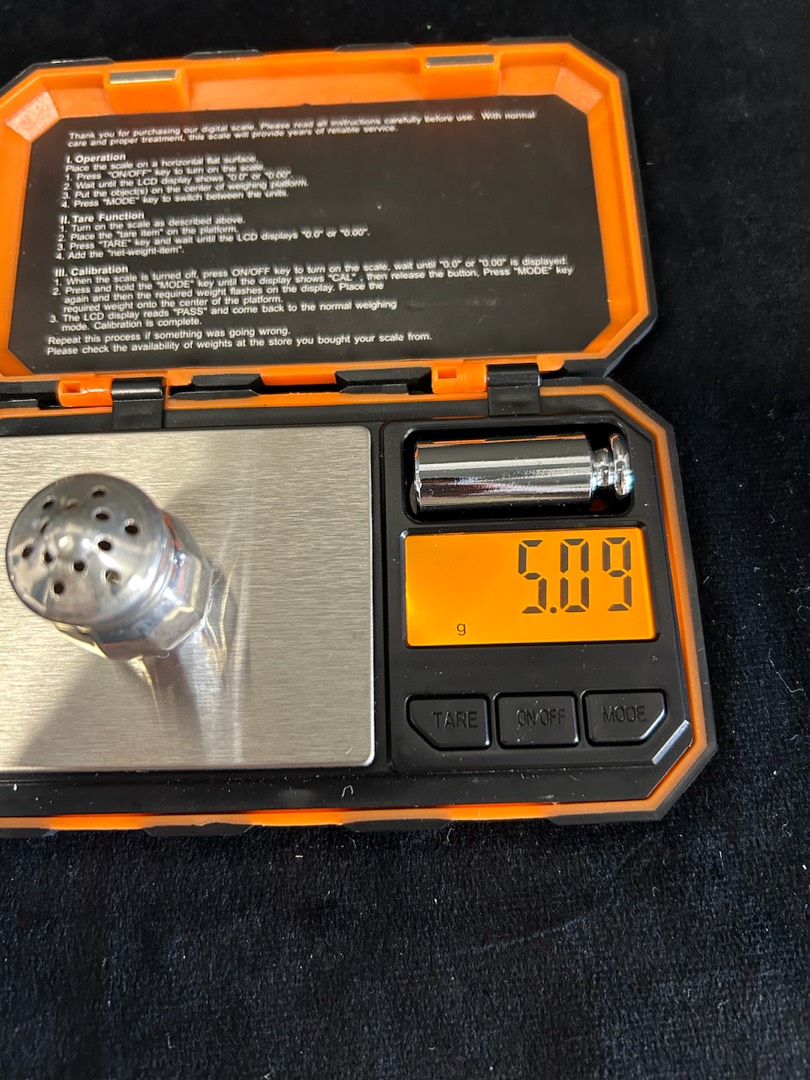 Thank you for purchasing our digital scale. Please read all instructions carefully before use. With normal
care and proper treatment, this scale will provide years of reliable service.
I. Operation
Place the scale on a horizontal flat surface.
1. Press "ON/OFF" key to turn on the scale.
2. Wait until the LCD display shows "0.0" or "0.00".
3. Put the object(s) on the center of weighing platform.
4. Press "MODE" key to switch between the units.
II. Tare Function
1. Turn on the scale as described above.
2. Place the "tare item" on the platform.
3. Press "TARE" key and wait until the LCD displays "0.0" or "0.00".
4. Add the "net-weight-item".
III. Calibration
1. When the scale is turned off, press ON/OFF key to turn on the scale, wait until "0.0" or "0.00" is displayed.
2. Press and hold the "MODE" key until the display shows "CAL" , then release the button, Press "MODE" key
again and then the required weight flashes on the display. Place the
required weight onto the center of the platform.
3. The LCD display reads "PASS" and come back to the normal weighing
mode. Calibration is complete.
Repeat this process if something was going wrong.
Please check the availability of weights at the store you bought your scale from.
5.09
g
TARE
ON/OFF
MODE